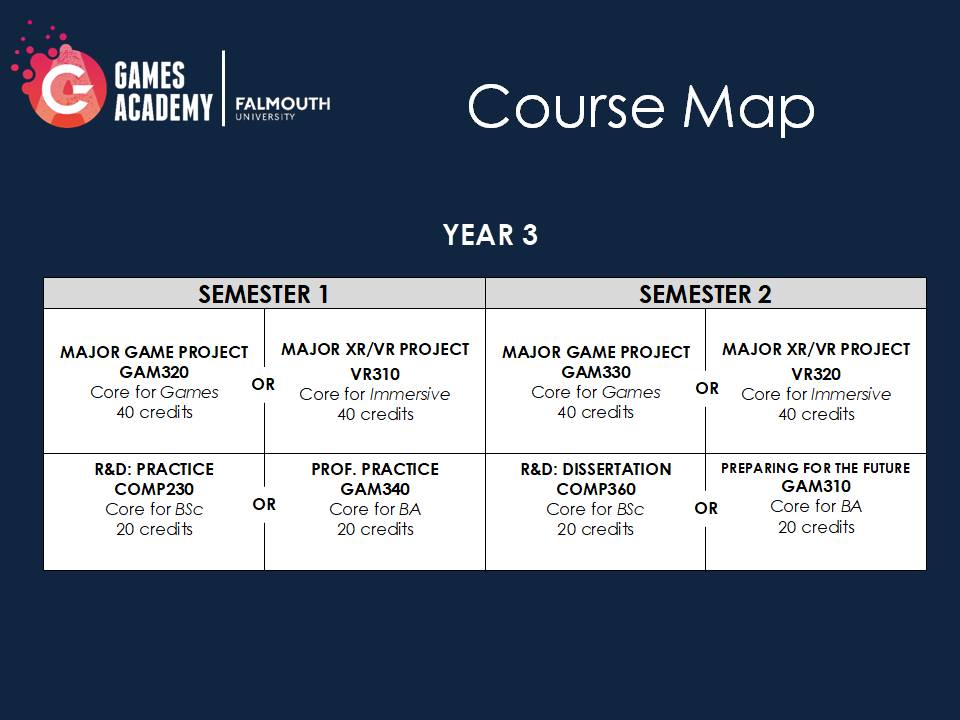 GAMES
ACADEMY
FALMOUTH
UNIVERSITY
Course Map
YEAR 3
SEMESTER 1
SEMESTER 2
MAJOR GAME PROJECT
GAM320
Core for Games
40 credits
OR
MAJOR XR/VR PROJECT
VR310
Core for Immersive
40 credits
MAJOR GAME PROJECT
GAM330
Core for Games
40 credits
OR
MAJOR XR/VR PROJECT
VR320
Core for Immersive
40 credits
R&D: PRACTICE
COMP230
Core for BSc
20 credits
OR
PROF. PRACTICE
GAM340
Core for BA
20 credits
R&D: DISSERTATION
COMP360
Core for BSc
20 credits
OR
PREPARING FOR THE FUTURE
GAM310
Core for BA
20 credits